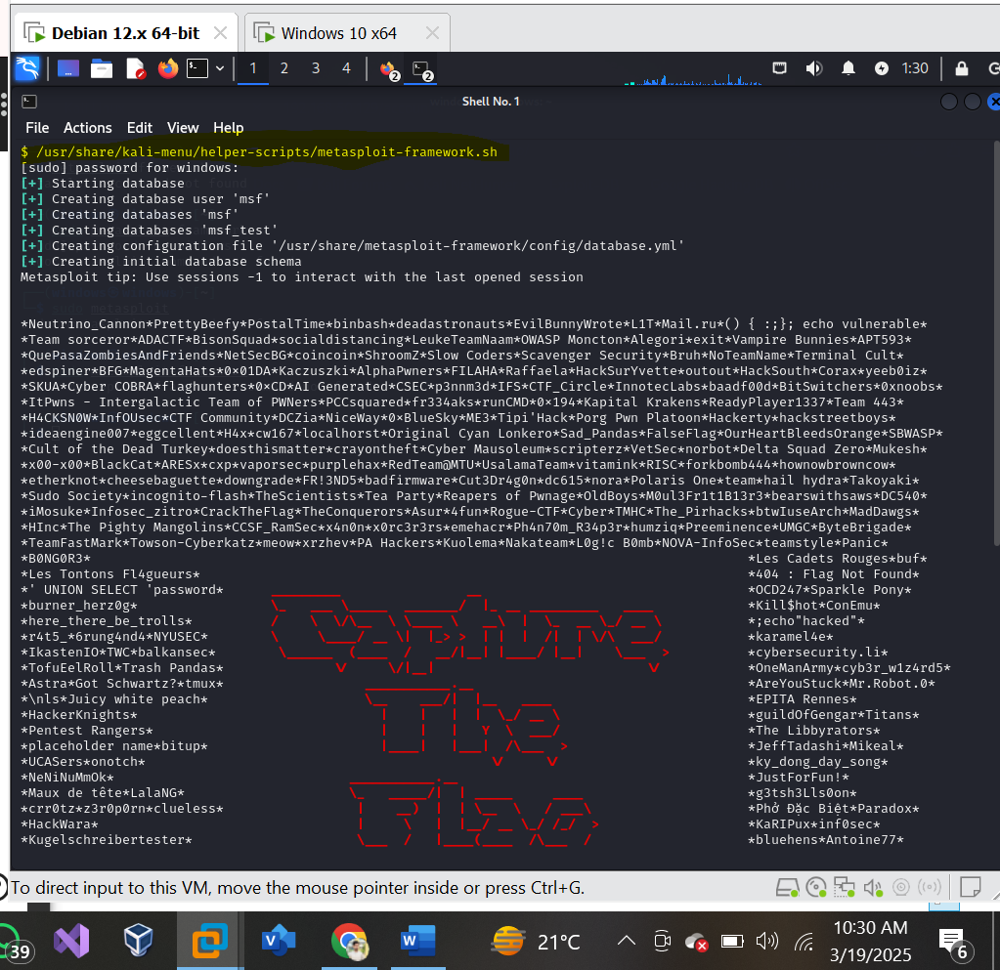 Debian 12.x 64-bit
Windows 10 x64
1 2 3 4
2
2
1:30
Shell No. 1
File Actions Edit View Help
$ /usr/share/kali-menu/helper-scripts/metasploit-framework.sh
[sudo] password for windows:
[+] Starting database
[+] Creating database user 'msf'
[+] Creating databases 'msf'
[+] Creating databases 'msf_test'
[+] Creating configuration file '/usr/share/metasploit-framework/config/database.yml'
[+] Creating initial database schema
Metasploit tip: Use sessions -1 to interact with the last opened session
*Neutrino_Cannon*PrettyBeefy*PostalTime*binbash*deadastronauts*EvilBunnyWrote*L1T*Mail.ru*() { :;}; echo vulnerable*
*Team sorceror*ADACTF*BisonSquad*socialdistancing*LeukeTeamNaam*OWASP Moncton*Alegori*exit*Vampire Bunnies*APT593*
*QuePasaZombiesAndFriends*NetSecBG*coincoin*ShroomZ*Slow Coders*Scavenger Security*Bruh*NoTeamName*Terminal Cult*
*edspiner*BFG*MagentaHats*0×01DA*Kaczuszki*AlphaPwners*FILAHA*Raffaela*HackSurYvette*outout*HackSouth*Corax*yeeb0iz*
*SKUA*Cyber COBRA*flaghunters*0×CD*AI Generated*CSEC*p3nnm3d*IFS*CTF_Circle*InnotecLabs*baadf00d*BitSwitchers*0xnoobs*
*ItPwns - Intergalactic Team of PWNers*PCCsquared*fr334aks*runCMD*0×194*Kapital Krakens*ReadyPlayer1337*Team 443*
*H4CKSN0W*InfOUsec*CTF Community*DCZia*NiceWay*0×BlueSky*ME3*Tipi'Hack*Porg Pwn Platoon*Hackerty*hackstreetboys*
*ideaengine007*eggcellent*H4x*cw167*localhorst*Original Cyan Lonkero*Sad_Pandas*FalseFlag*OurHeartBleedsOrange*SBWASP*
*Cult of the Dead Turkey*doesthismatter*crayontheft*Cyber Mausoleum*scripterz*VetSec*norbot*Delta Squad Zero*Mukesh*
*x00-x00*BlackCat*ARESx*cxp*vaporsec*purplehax*RedTeam@MTU*UsalamaTeam*vitamink*RISC*forkbomb444*hownowbrowncow*
*etherknot*cheesebaguette*downgrade*FR!3ND5*badfirmware*Cut3Dr4g0n*dc615*nora*Polaris One*team*hail hydra*Takoyaki*
*Sudo Society*incognito-flash*TheScientists*Tea Party*Reapers of Pwnage*OldBoys*M0ul3Fr1t1B13r3*bearswithsaws*DC540*
*iMosuke*Infosec_zitro*CrackTheFlag*TheConquerors*Asur*4fun*Rogue-CTF*Cyber*TMHC*The_Pirhacks*btwIuseArch*MadDawgs*
*HInc*The Pighty Mangolins*CCSF_RamSec*x4n0n*x0rc3r3rs*emehacr*Ph4n70m_R34p3r*humziq*Preeminence*UMGC*ByteBrigade*
*TeamFastMark*Towson-Cyberkatz*meow*xrzhev*PA Hackers*Kuolema*Nakateam*L0g!c B0mb*NOVA-InfoSec*teamstyle*Panic*
*B0NG0R3* *Les Cadets Rouges*buf*
*Les Tontons Fl4gueurs* *404 : Flag Not Found*
*' UNION SELECT 'password* *OCD247*Sparkle Pony*
*burner_herz0g* *Kill$hot*ConEmu*
*here_there_be_trolls* *;echo"hacked"*
*r4t5_*6rung4nd4*NYUSEC* *karamel4e*
*IkastenIO*TWC*balkansec* *cybersecurity.li*
*TofuEelRoll*Trash Pandas* *OneManArmy*cyb3r_w1z4rd5*
*Astra*Got Schwartz?*tmux* *AreYouStuck*Mr.Robot.0*
*\nls*Juicy white peach* *EPITA Rennes*
*HackerKnights* *guildOfGengar*Titans*
*Pentest Rangers* *The Libbyrators*
*placeholder name*bitup* *JeffTadashi*Mikeal*
*UCASers*onotch* *ky_dong_day_song*
*NeNiNuMmOk* *JustForFun!*
*Maux de tête*LalaNG* *g3tsh3Lls0on*
*crr0tz*z3r0p0rn*clueless* *Phở Đặc Biệt*Paradox*
*HackWara* *KaRIPux*inf0sec*
*Kugelschreibertester* *bluehens*Antoine77*
Capture
The
Flag
To direct input to this VM, move the mouse pointer inside or press Ctrl+G.
39
21°C
10:30 AM
3/19/2025
6